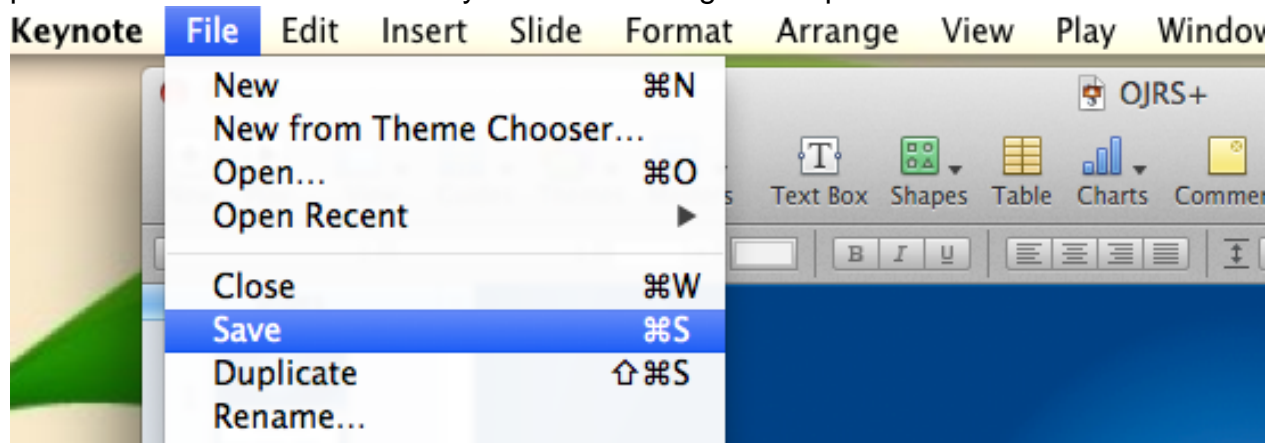 Keynote File Edit Insert Slide Format Arrange View Play Window
New ⌘N
OJRS+
New from Theme Chooser...
Open... ⌘O
Text Box Shapes Table Charts
Open Recent ▶
B I U
Close ⌘W
Save ⌘S
Duplicate ⇧⌘S
Rename...